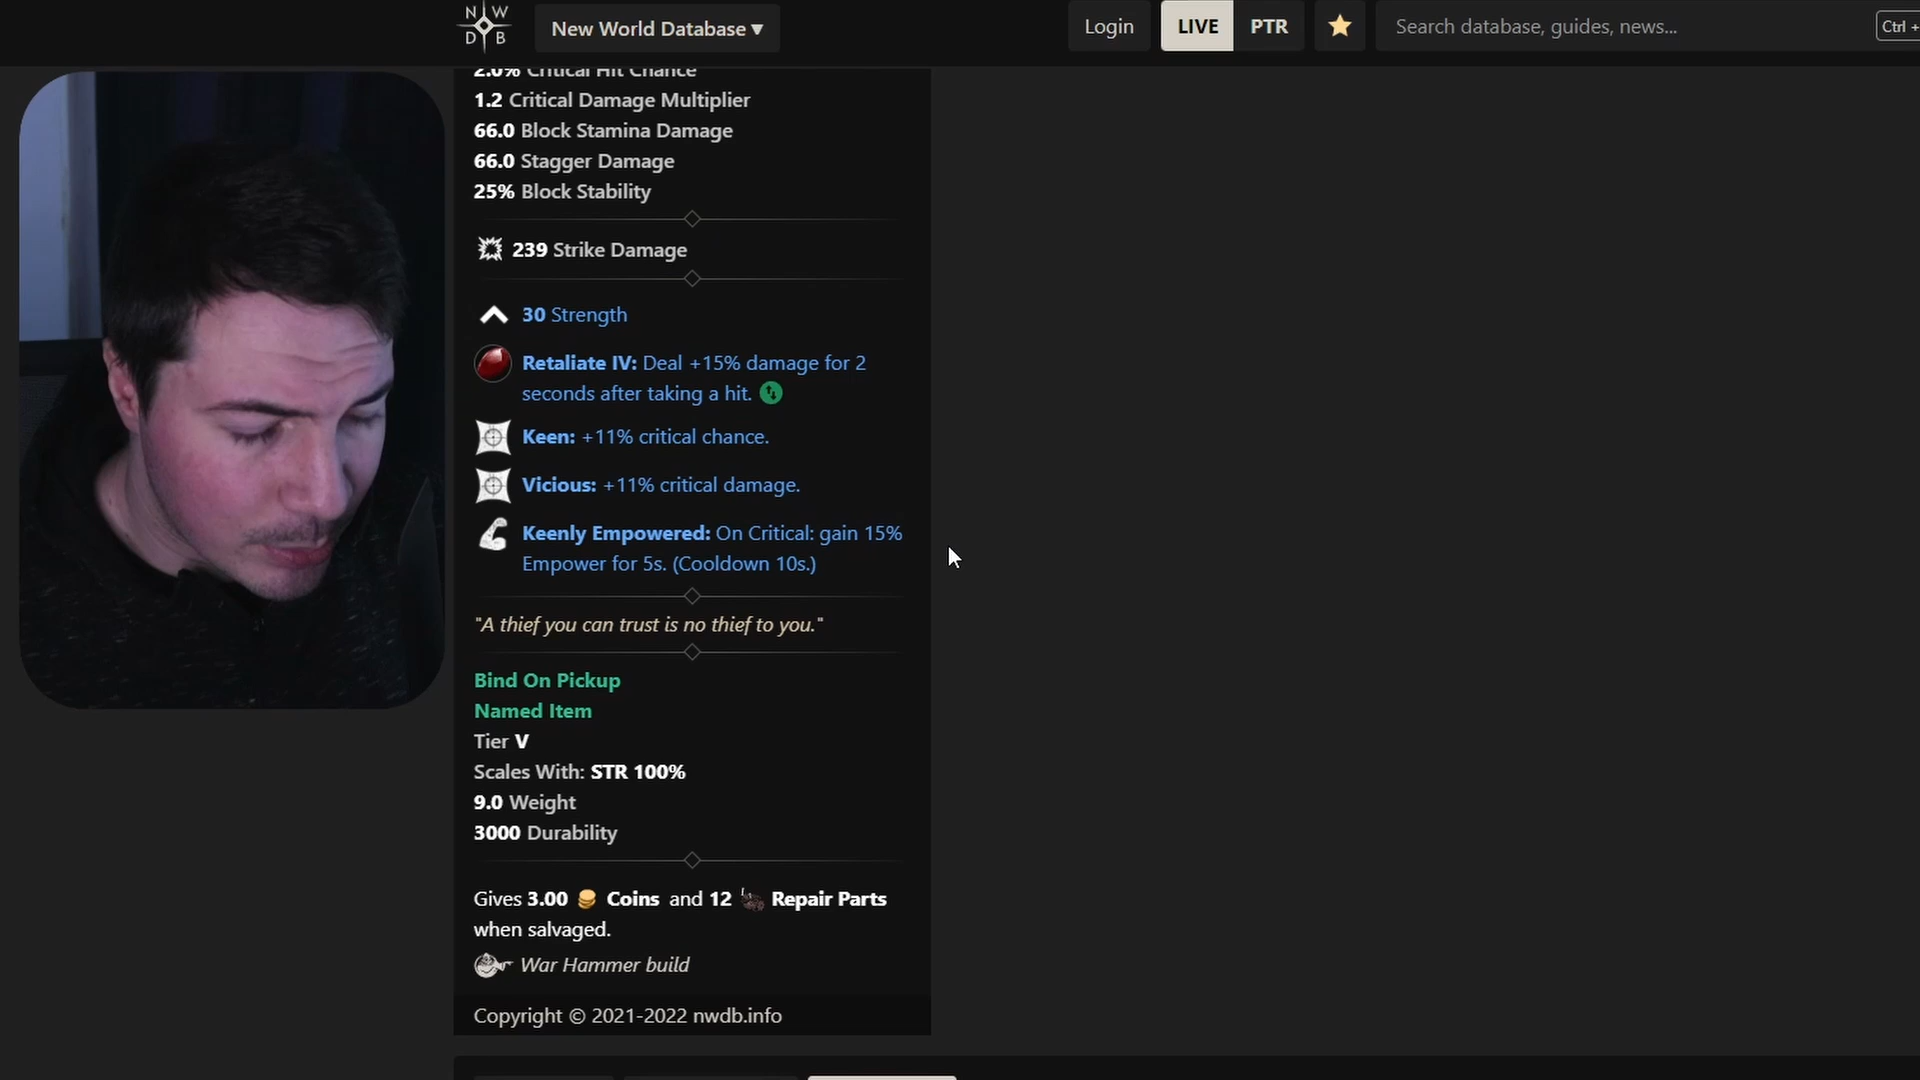 N W
D B
New World Database ▾
Login
LIVE
PTR
Search database, guides, news...
Ctrl +
2.0% Critical Hit Chance
1.2 Critical Damage Multiplier
66.0 Block Stamina Damage
66.0 Stagger Damage
25% Block Stability
239 Strike Damage
30 Strength
Retaliate IV: Deal +15% damage for 2
seconds after taking a hit.
Keen: +11% critical chance.
Vicious: +11% critical damage.
Keenly Empowered: On Critical: gain 15%
Empower for 5s. (Cooldown 10s.)
"A thief you can trust is no thief to you."
Bind On Pickup
Named Item
Tier V
Scales With: STR 100%
9.0 Weight
3000 Durability
Gives 3.00 Coins and 12 Repair Parts
when salvaged.
War Hammer build
Copyright © 2021-2022 nwdb.info